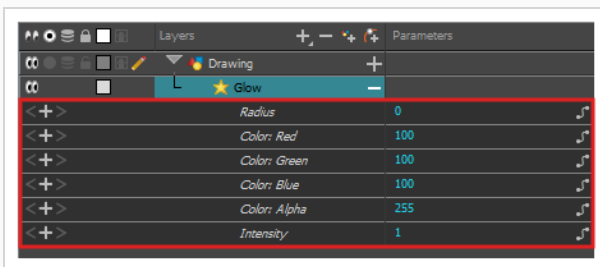 Layers Parameters
Drawing
Glow
Radius 0
Color: Red 100
Color: Green 100
Color: Blue 100
Color: Alpha 255
Intensity 1